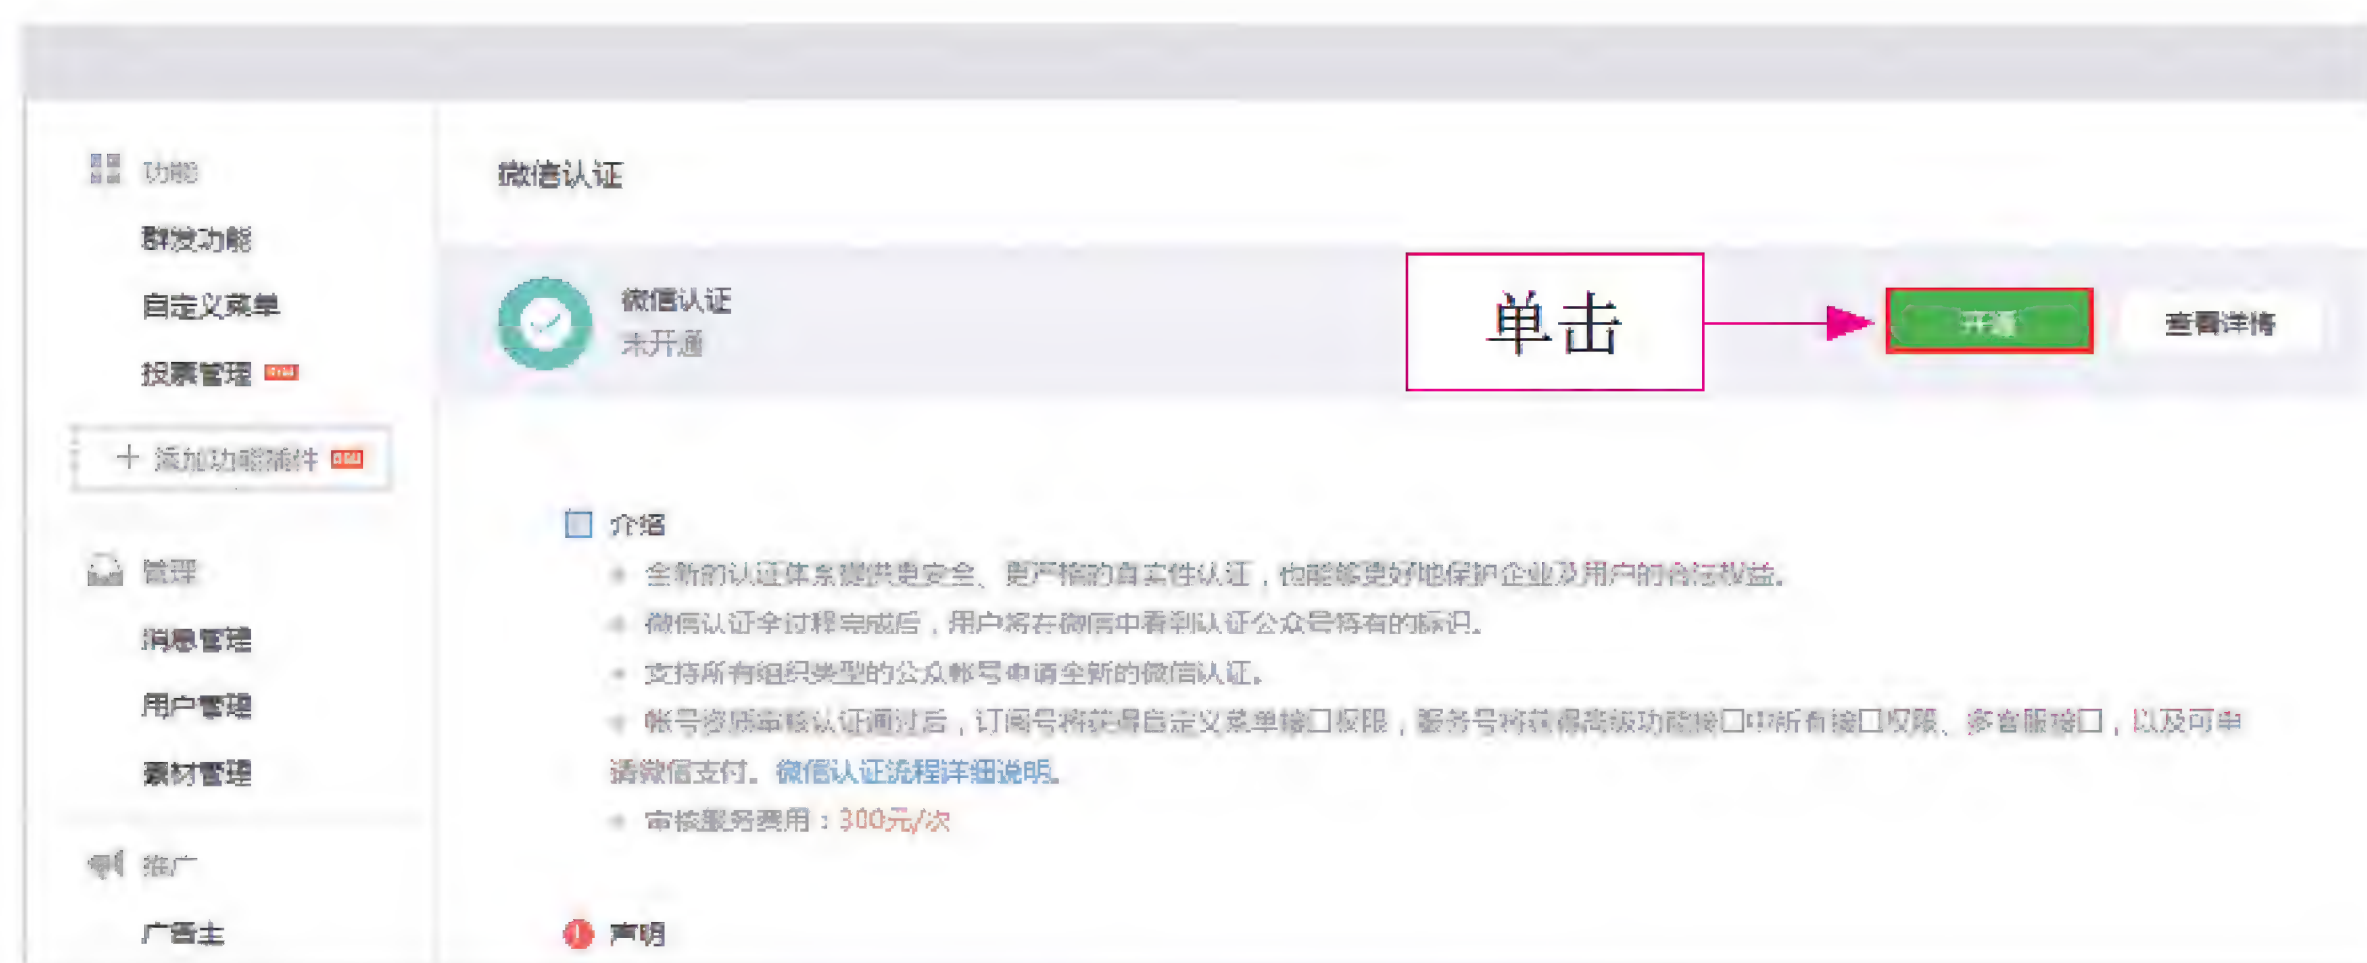 功能
群发功能
自定义菜单
投票管理
+ 添加功能插件
管理
消息管理
用户管理
素材管理
推广
广告主
微信认证
微信认证
未开通
单击
开通
查看详情
介绍
全新的认证体系提供更安全、更严格的真实性认证，也能够更好地保护企业及用户的合法权益。
微信认证全过程完成后，用户将在微信中看到认证公众号特有的标识。
支持所有组织类型的公众帐号申请全新的微信认证。
帐号资质审核认证通过后，订阅号将获得自定义菜单接口权限，服务号将获得高级功能接口中所有接口权限、多客服接口，以及可申
请微信支付。微信认证流程详细说明。
审核服务费用：300元/次
声明